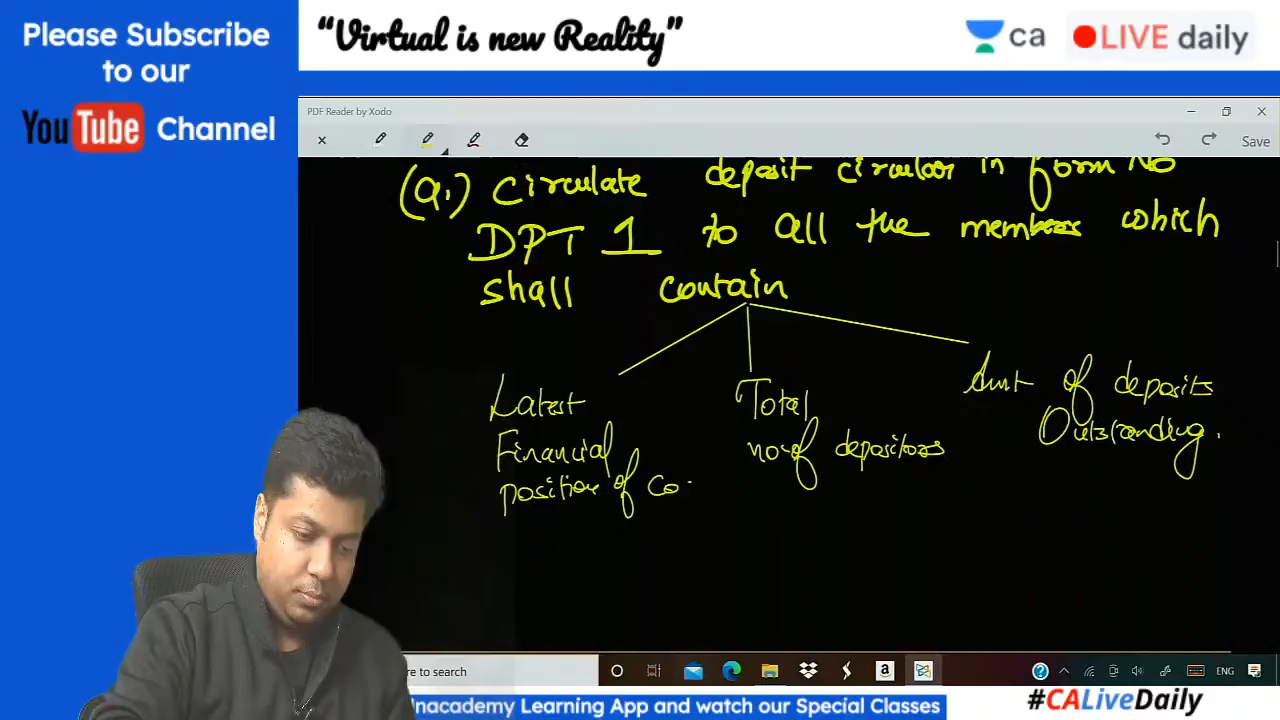 Please Subscribe
to our
YouTube Channel
“Virtual is new Reality”
ca
LIVE daily
PDF Reader by Xodo
Save
(a.) Circulate deposit circular in form No
DPT 1 to all the members which
shall contain
Latest
Financial
position of Co.
Total
no. of depositors
Amt of deposits
Outstanding.
ere to search
ENG
Unacademy Learning App and watch our Special Classes
#CALiveDaily